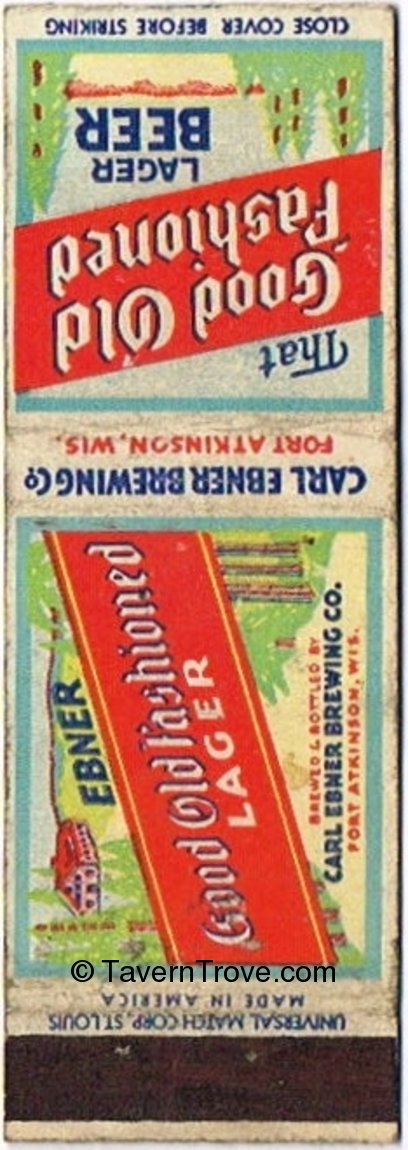 CLOSE COVER BEFORE STRIKING
That
Good Old
Fashioned
LAGER
BEER
CARL EBNER BREWING Co
FORT ATKINSON, WIS.
EBNER
Good Old Fashioned
LAGER
BREWED & BOTTLED BY
CARL EBNER BREWING CO.
FORT ATKINSON, WIS.
© TavernTrove.com
UNIVERSAL MATCH CORP. ST. LOUIS
MADE IN AMERICA